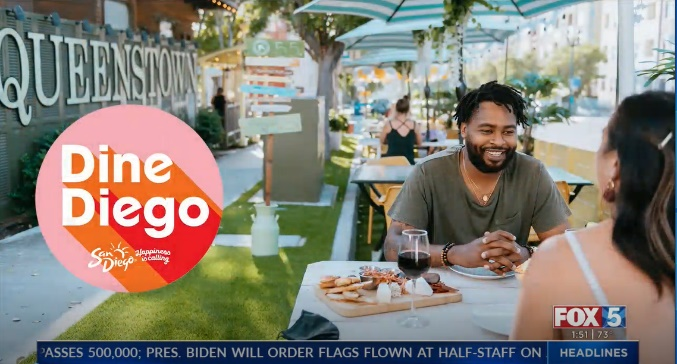 QUEENSTOWN
Dine
Diego
San Diego
Happiness
is calling
FOX 5
1:51 | 73
'ASSES 500,000; PRES. BIDEN WILL ORDER FLAGS FLOWN AT HALF-STAFF ON
HEADLINES